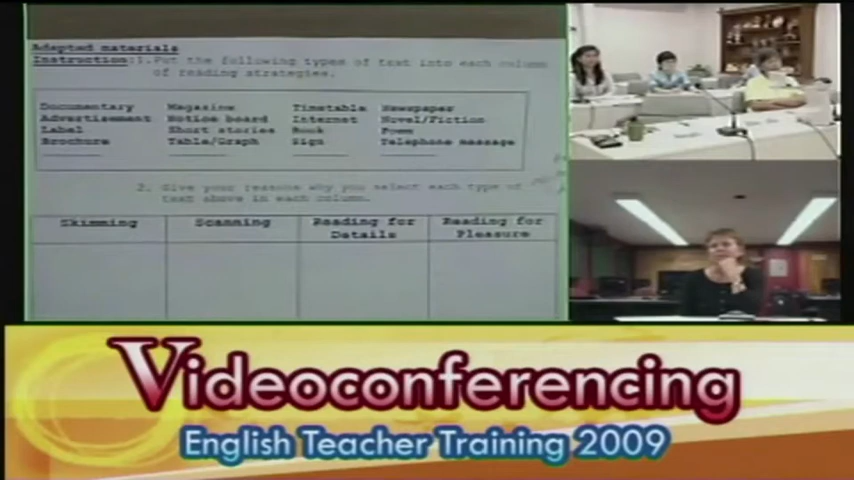 Adapted materials
Instruction:1.Put the following types of text into each column
of reading strategies.
Documentary Magazine Timetable Newspaper
Advertisement Notice board Internet Novel/Fiction
Label Short stories Book Poem
Brochure Table/Graph Sign Telephone message
2. Give your reasons why you select each type of
text above in each column.
Skimming Scanning Reading for Details Reading for Pleasure
Videoconferencing
English Teacher Training 2009